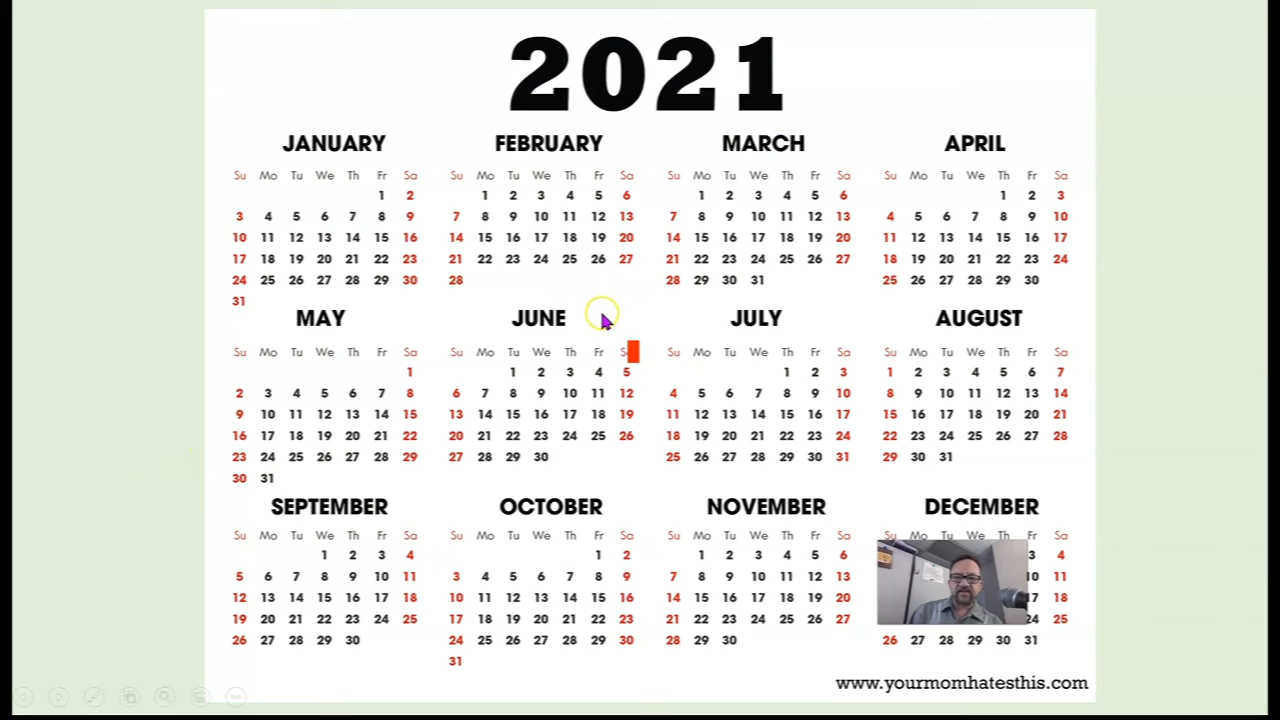 2021
JANUARY FEBRUARY MARCH APRIL
Su Mo Tu We Th Fr Sa Su Mo Tu We Th Fr Sa Su Mo Tu We Th Fr Sa Su Mo Tu We Th Fr Sa
1 2 1 2 3 4 5 6 1 2 3 4 5 6 1 2 3
3 4 5 6 7 8 9 7 8 9 10 11 12 13 7 8 9 10 11 12 13 4 5 6 7 8 9 10
10 11 12 13 14 15 16 14 15 16 17 18 19 20 14 15 16 17 18 19 20 11 12 13 14 15 16 17
17 18 19 20 21 22 23 21 22 23 24 25 26 27 21 22 23 24 25 26 27 18 19 20 21 22 23 24
24 25 26 27 28 29 30 28 28 29 30 31 25 26 27 28 29 30
31
MAY JUNE JULY AUGUST
Su Mo Tu We Th Fr Sa Su Mo Tu We Th Fr Su Mo Tu We Th Fr Sa Su Mo Tu We Th Fr Sa
1 1 2 3 4 5 1 2 3 1 2 3 4 5 6 7
2 3 4 5 6 7 8 6 7 8 9 10 11 12 4 5 6 7 8 9 10 8 9 10 11 12 13 14
9 10 11 12 13 14 15 13 14 15 16 17 18 19 11 12 13 14 15 16 17 15 16 17 18 19 20 21
16 17 18 19 20 21 22 20 21 22 23 24 25 26 18 19 20 21 22 23 24 22 23 24 25 26 27 28
23 24 25 26 27 28 29 27 28 29 30 25 26 27 28 29 30 31 29 30 31
30 31
SEPTEMBER OCTOBER NOVEMBER DECEMBER
Su Mo Tu We Th Fr Sa Su Mo Tu We Th Fr Sa Su Mo Tu We Th Fr Sa Su Mo Tu We Th Fr Sa
1 2 3 4 1 2 1 2 3 4 5 6 3 4
5 6 7 8 9 10 11 3 4 5 6 7 8 9 7 8 9 10 11 12 13 10 11
12 13 14 15 16 17 18 10 11 12 13 14 15 16 14 15 16 17 18 19 20 17 18
19 20 21 22 23 24 25 17 18 19 20 21 22 23 21 22 23 24 25 26 27 24 25
26 27 28 29 30 24 25 26 27 28 29 30 28 29 30 26 27 28 29 30 31
31
www.yourmomhatesthis.com